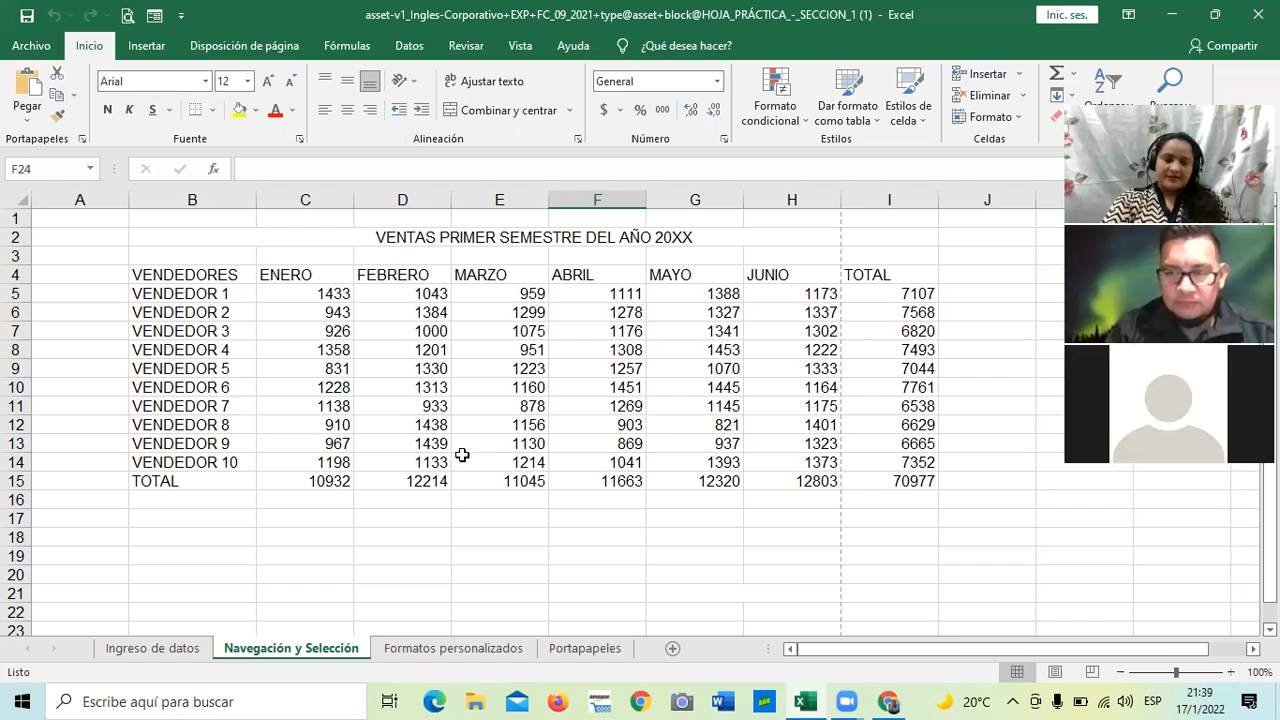 asset-v1_Ingles-Corporativo+EXP+FC_09_2021+type@asset+block@HOJA_PRÁCTICA_-_SECCION_1 (1) - Excel
Inic. ses.
Archivo Inicio Insertar Disposición de página Fórmulas Datos Revisar Vista Ayuda ¿Qué desea hacer? Compartir
Pegar
Arial 12
N K S
Ajustar texto
Combinar y centrar
General
$ % 000
Formato condicional
Dar formato como tabla
Estilos de celda
Insertar
Eliminar
Formato
Portapapeles Fuente Alineación Número Estilos Celdas
F24
A B C D E F G H I J
1
2 VENTAS PRIMER SEMESTRE DEL AÑO 20XX
3
4 VENDEDORES ENERO FEBRERO MARZO ABRIL MAYO JUNIO TOTAL
5 VENDEDOR 1 1433 1043 959 1111 1388 1173 7107
6 VENDEDOR 2 943 1384 1299 1278 1327 1337 7568
7 VENDEDOR 3 926 1000 1075 1176 1341 1302 6820
8 VENDEDOR 4 1358 1201 951 1308 1453 1222 7493
9 VENDEDOR 5 831 1330 1223 1257 1070 1333 7044
10 VENDEDOR 6 1228 1313 1160 1451 1445 1164 7761
11 VENDEDOR 7 1138 933 878 1269 1145 1175 6538
12 VENDEDOR 8 910 1438 1156 903 821 1401 6629
13 VENDEDOR 9 967 1439 1130 869 937 1323 6665
14 VENDEDOR 10 1198 1133 1214 1041 1393 1373 7352
15 TOTAL 10932 12214 11045 11663 12320 12803 70977
16
17
18
19
20
21
22
23
Ingreso de datos Navegación y Selección Formatos personalizados Portapapeles
Listo 100%
Escribe aquí para buscar
20°C
ESP
21:39
17/1/2022